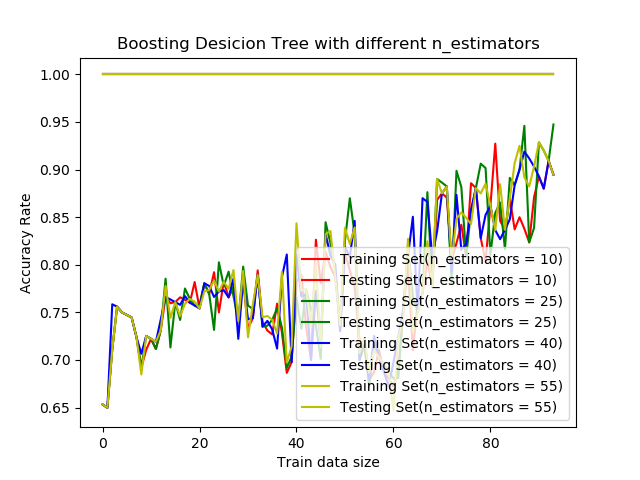 Boosting Desicion Tree with different n_estimators
1.00
0.95
0.90
0.85
0.80
0.75
0.70
0.65
Accuracy Rate
Training Set(n_estimators = 10)
Testing Set(n_estimators = 10)
Training Set(n_estimators = 25)
Testing Set(n_estimators = 25)
Training Set(n_estimators = 40)
Testing Set(n_estimators = 40)
Training Set(n_estimators = 55)
Testing Set(n_estimators = 55)
0 20 40 60 80
Train data size